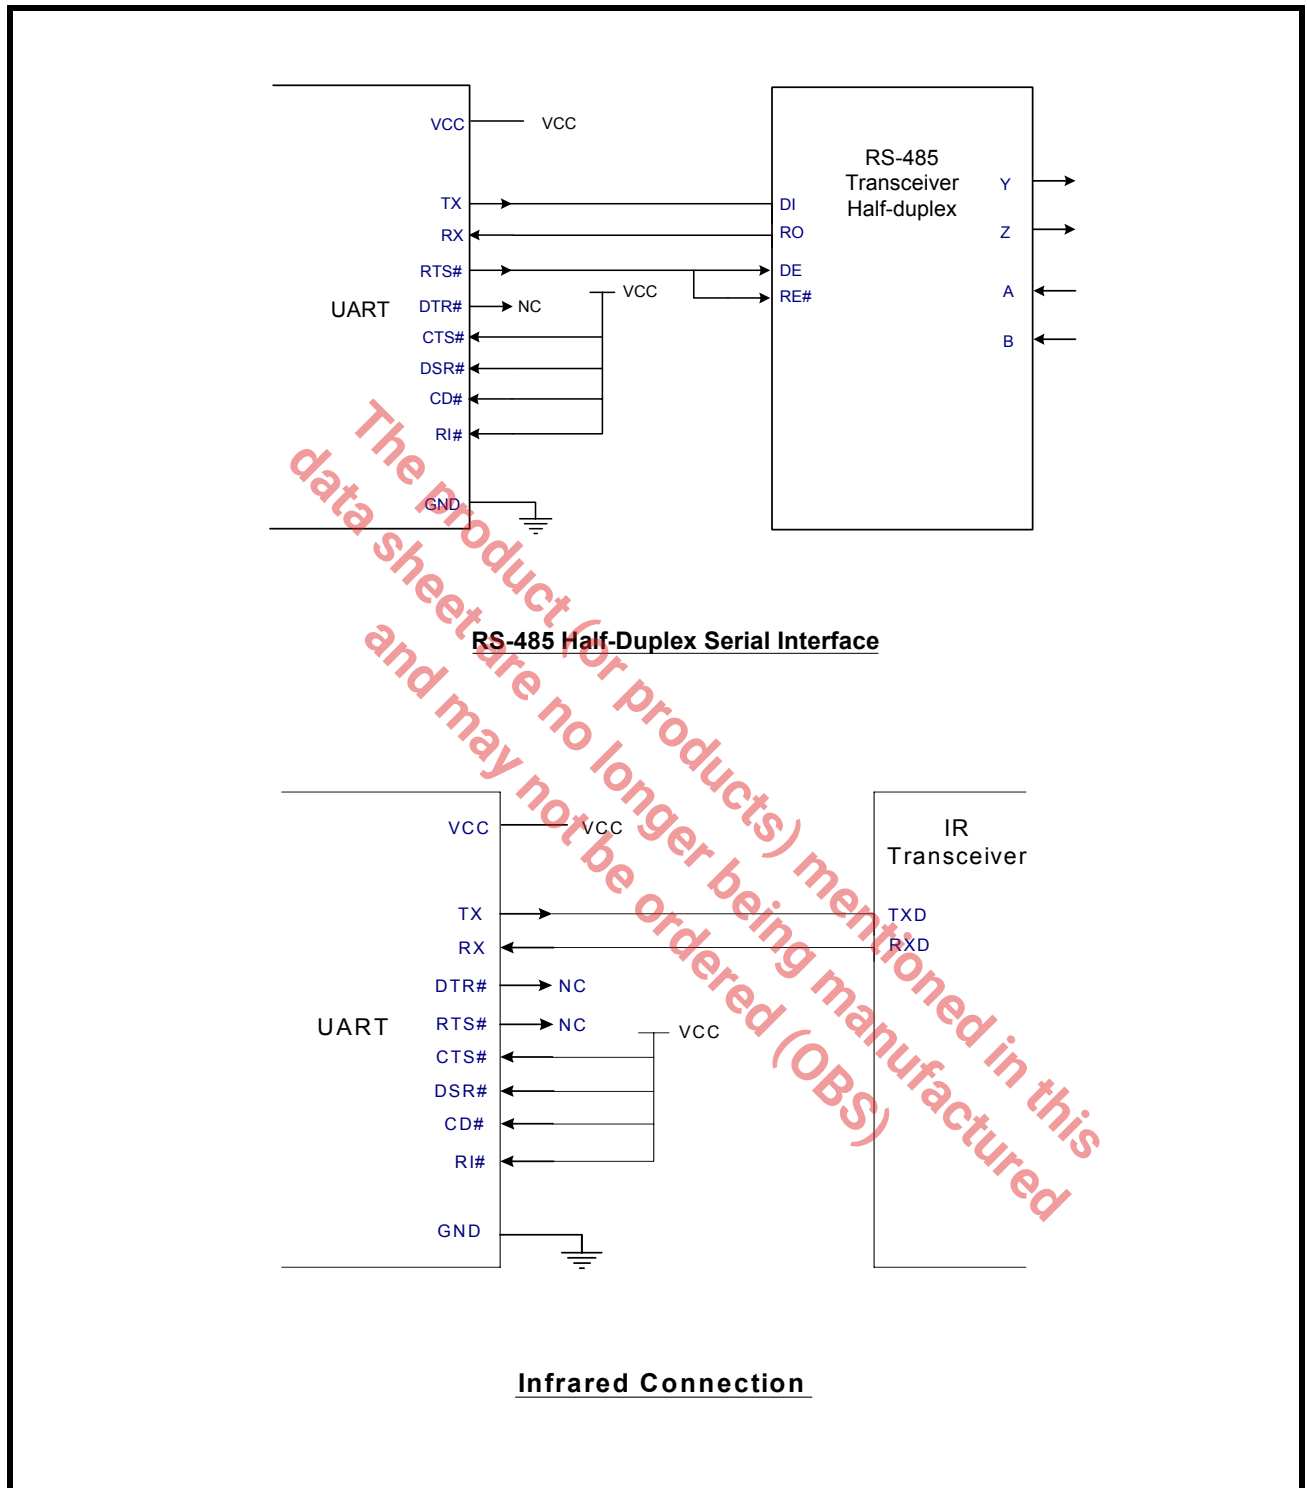 VCC VCC
RS-485
Transceiver
Half-duplex
Y
TX DI
RX RO
Z
RTS# DE
VCC RE#
A
UART DTR# NC
CTS#
B
DSR#
CD#
RI#
GND
RS-485 Half-Duplex Serial Interface
VCC VCC
IR
Transceiver
TX TXD
RX RXD
DTR# NC
UART RTS# NC
VCC
CTS#
DSR#
CD#
RI#
GND
Infrared Connection
The product (or products) mentioned in this
data sheet are no longer being manufactured
and may not be ordered (OBS)